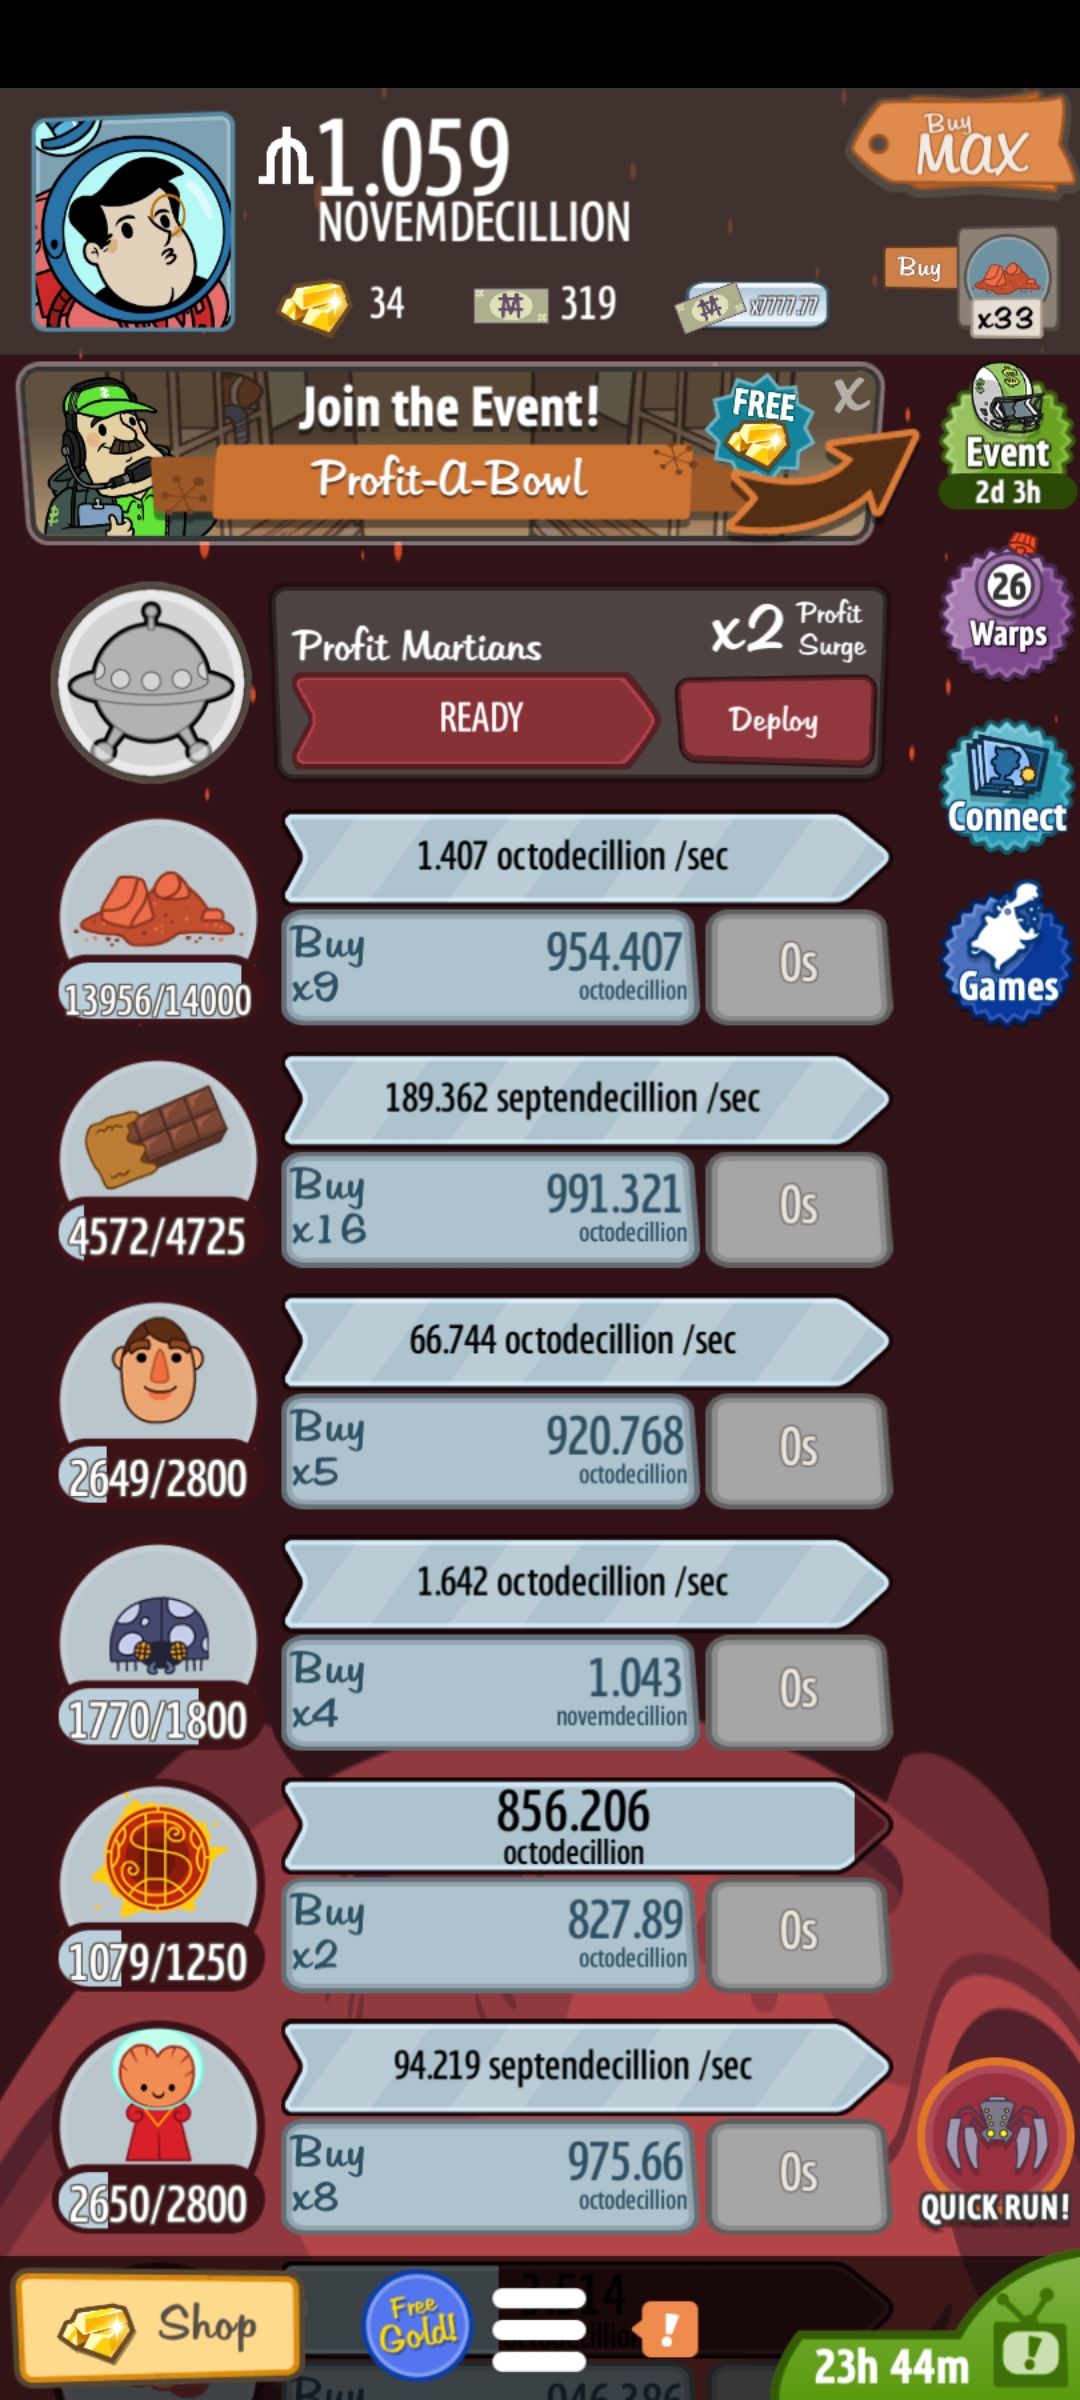 1.059
NOVEMDECILLION
Buy
MAX
34
319
x7777.77
Buy
x33
Join the Event!
Profit-A-Bowl
FREE
X
Event
2d 3h
Profit Martians
x2 Profit Surge
READY
Deploy
26
Warps
1.407 octodecillion /sec
Buy
x9
954.407
octodecillion
0s
13956/14000
Connect
Games
189.362 septendecillion /sec
Buy
x16
991.321
octodecillion
0s
4572/4725
66.744 octodecillion /sec
Buy
x5
920.768
octodecillion
0s
2649/2800
1.642 octodecillion /sec
Buy
x4
1.043
novemdecillion
0s
1770/1800
856.206
octodecillion
Buy
x2
827.89
octodecillion
0s
1079/1250
94.219 septendecillion /sec
Buy
x8
975.66
octodecillion
0s
2650/2800
QUICK RUN!
Shop
Free
Gold!
!
23h 44m
!
Buy
946.386